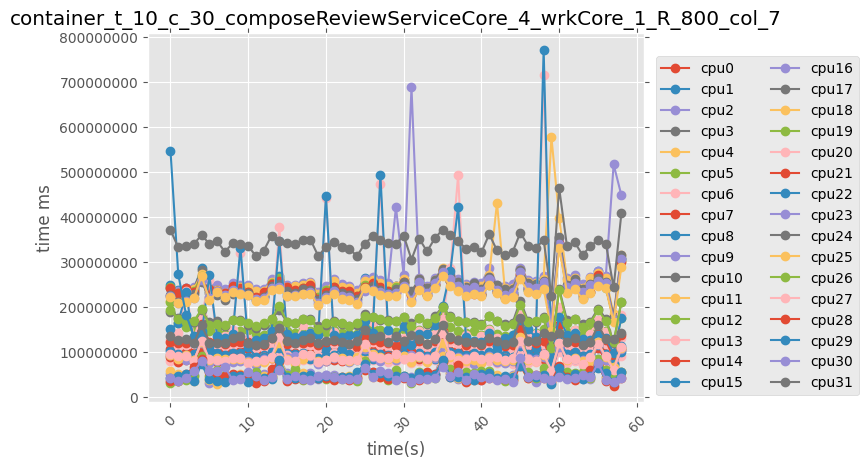 container_t_10_c_30_composeReviewServiceCore_4_wrkCore_1_R_800_col_7
800000000
700000000
600000000
500000000
400000000
300000000
200000000
100000000
0
time ms
0
10
20
30
40
50
60
time(s)
cpu0
cpu1
cpu2
cpu3
cpu4
cpu5
cpu6
cpu7
cpu8
cpu9
cpu10
cpu11
cpu12
cpu13
cpu14
cpu15
cpu16
cpu17
cpu18
cpu19
cpu20
cpu21
cpu22
cpu23
cpu24
cpu25
cpu26
cpu27
cpu28
cpu29
cpu30
cpu31